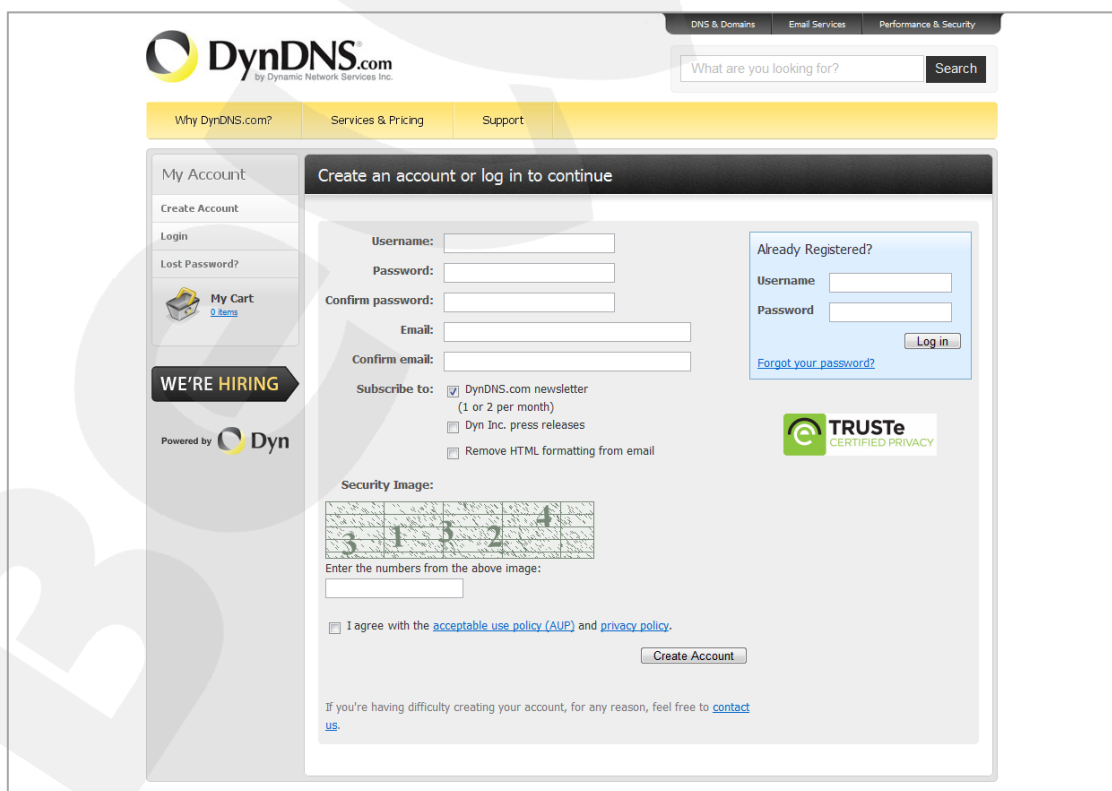 DNS & Domains Email Services Performance & Security
DynDNS.com
by Dynamic Network Services Inc.
What are you looking for? Search
Why DynDNS.com? Services & Pricing Support
My Account
Create Account
Login
Lost Password?
My Cart
0 items
WE'RE HIRING
Powered by Dyn
Create an account or log in to continue
Username:
Password:
Confirm password:
Email:
Confirm email:
Subscribe to: DynDNS.com newsletter
(1 or 2 per month)
Dyn Inc. press releases
Remove HTML formatting from email
Security Image:
3 1 3 2 4
Enter the numbers from the above image:
I agree with the acceptable use policy (AUP) and privacy policy.
Create Account
If you're having difficulty creating your account, for any reason, feel free to contact
us.
Already Registered?
Username
Password
Log in
Forgot your password?
TRUSTe
CERTIFIED PRIVACY